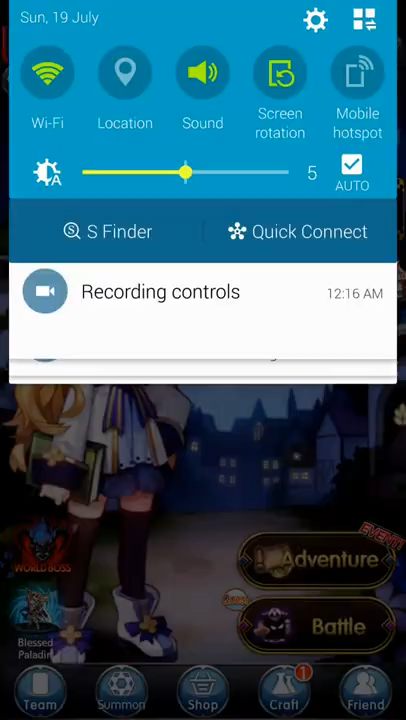 Sun, 19 July
Wi-Fi
Location
Sound
Screen rotation
Mobile hotspot
A
5
AUTO
S Finder
Quick Connect
Recording controls
12:16 AM
EVENT!
WORLD BOSS
Adventure
Blessed
Paladin
Battle
1
Team
Summon
Shop
Craft
Friend